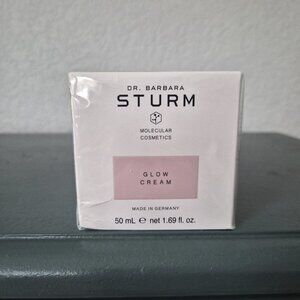 DR. BARBARA
STURM
MOLECULAR
COSMETICS
GLOW
CREAM
MADE IN GERMANY
50 mL ℮ net 1.69 fl. oz.